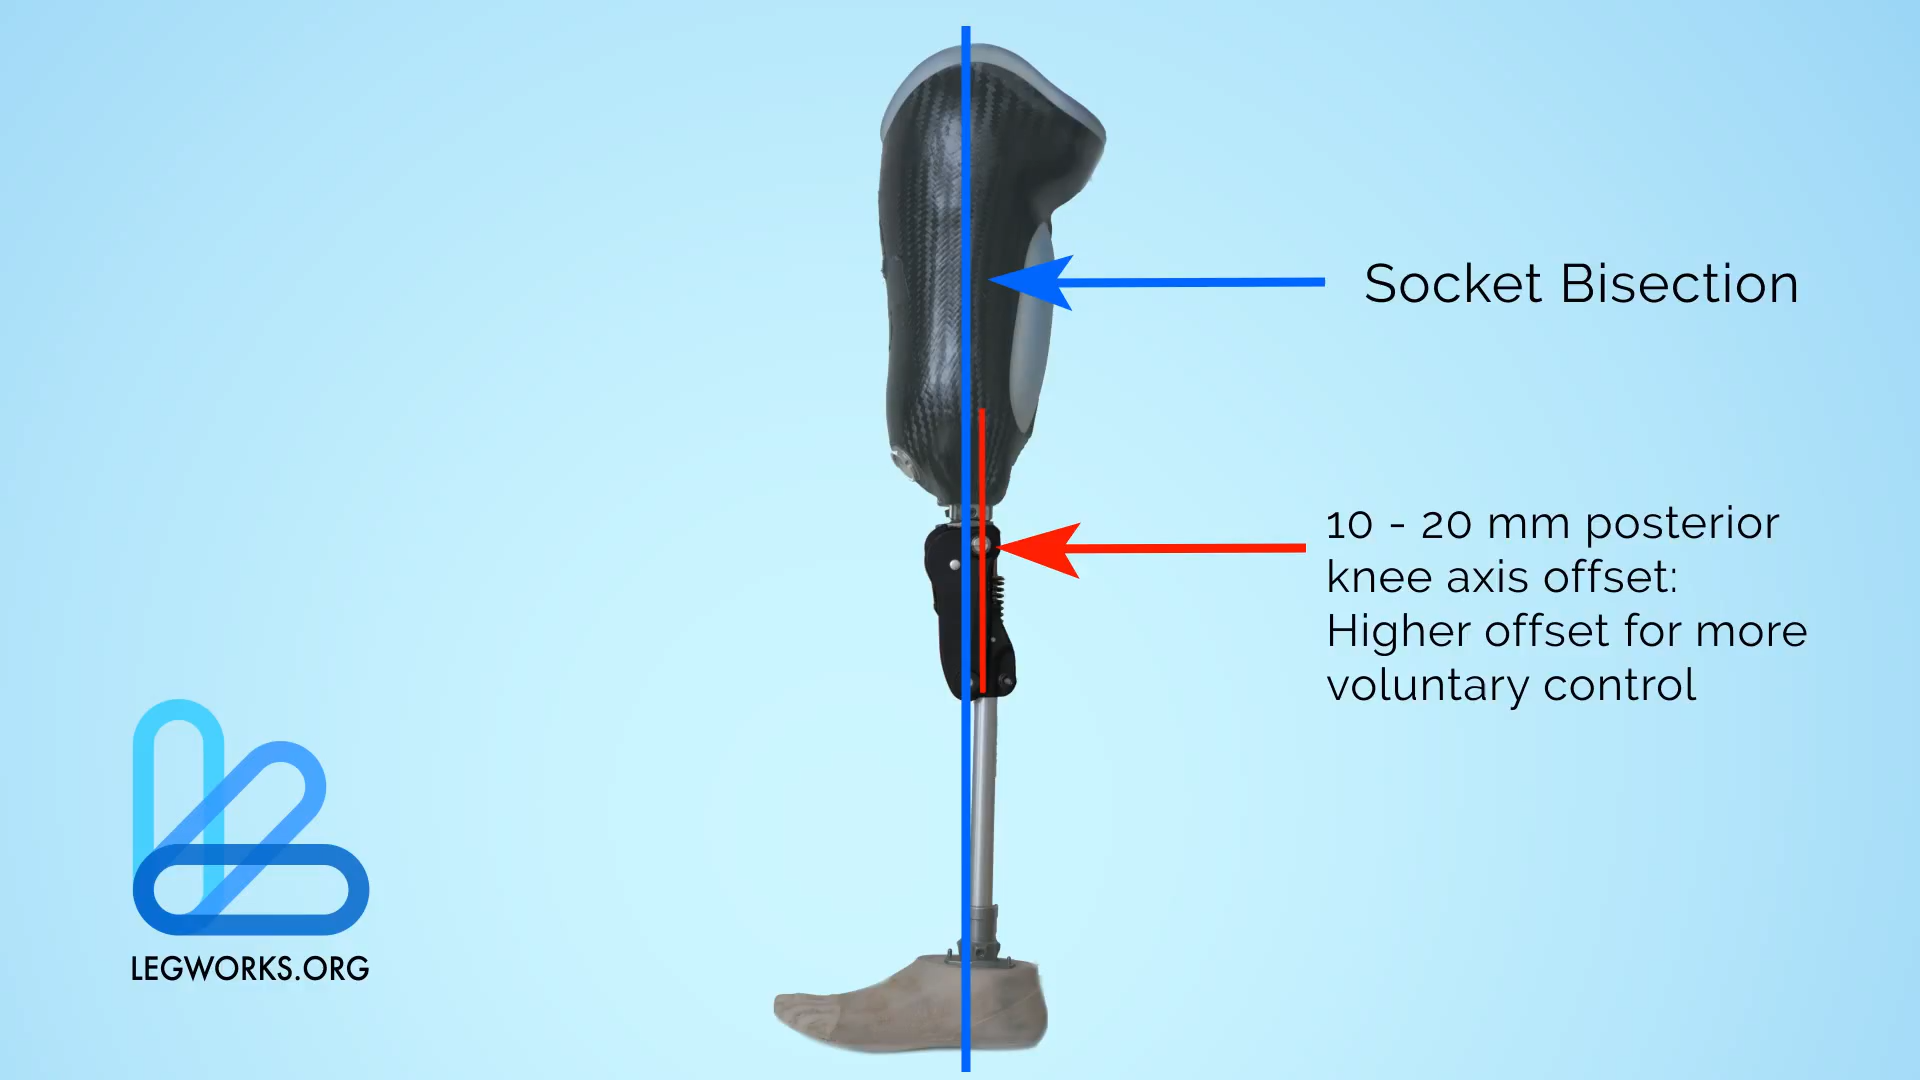 Socket Bisection
10 - 20 mm posterior
knee axis offset:
Higher offset for more
voluntary control
LEGWORKS.ORG